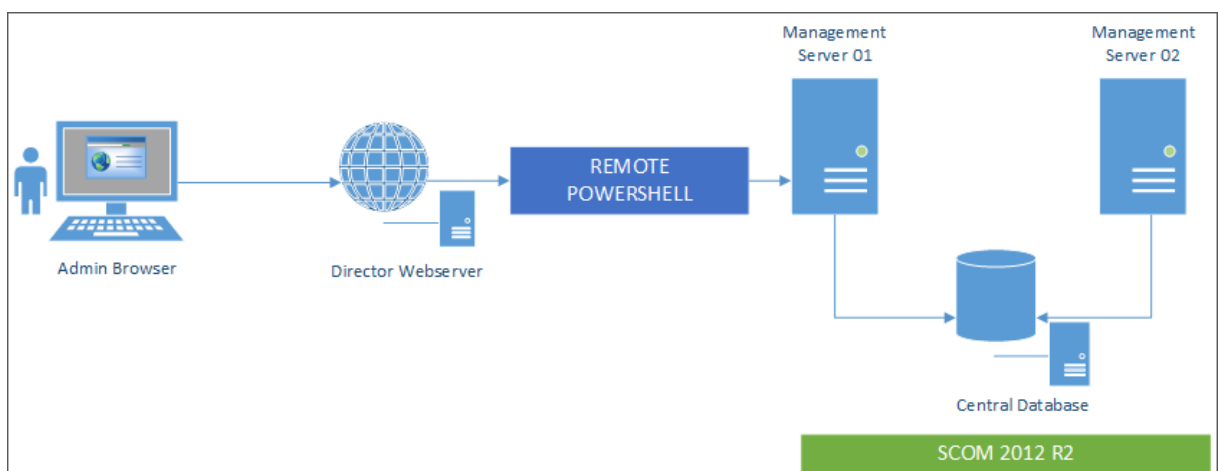 Management
Server 01
Management
Server 02
REMOTE
POWERSHELL
Admin Browser
Director Webserver
Central Database
SCOM 2012 R2